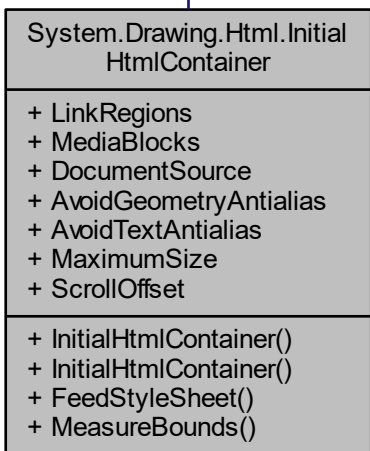 System.Drawing.Html.Initial
HtmlContainer
+ LinkRegions
+ MediaBlocks
+ DocumentSource
+ AvoidGeometryAntialias
+ AvoidTextAntialias
+ MaximumSize
+ ScrollOffset
+ InitialHtmlContainer()
+ InitialHtmlContainer()
+ FeedStyleSheet()
+ MeasureBounds()